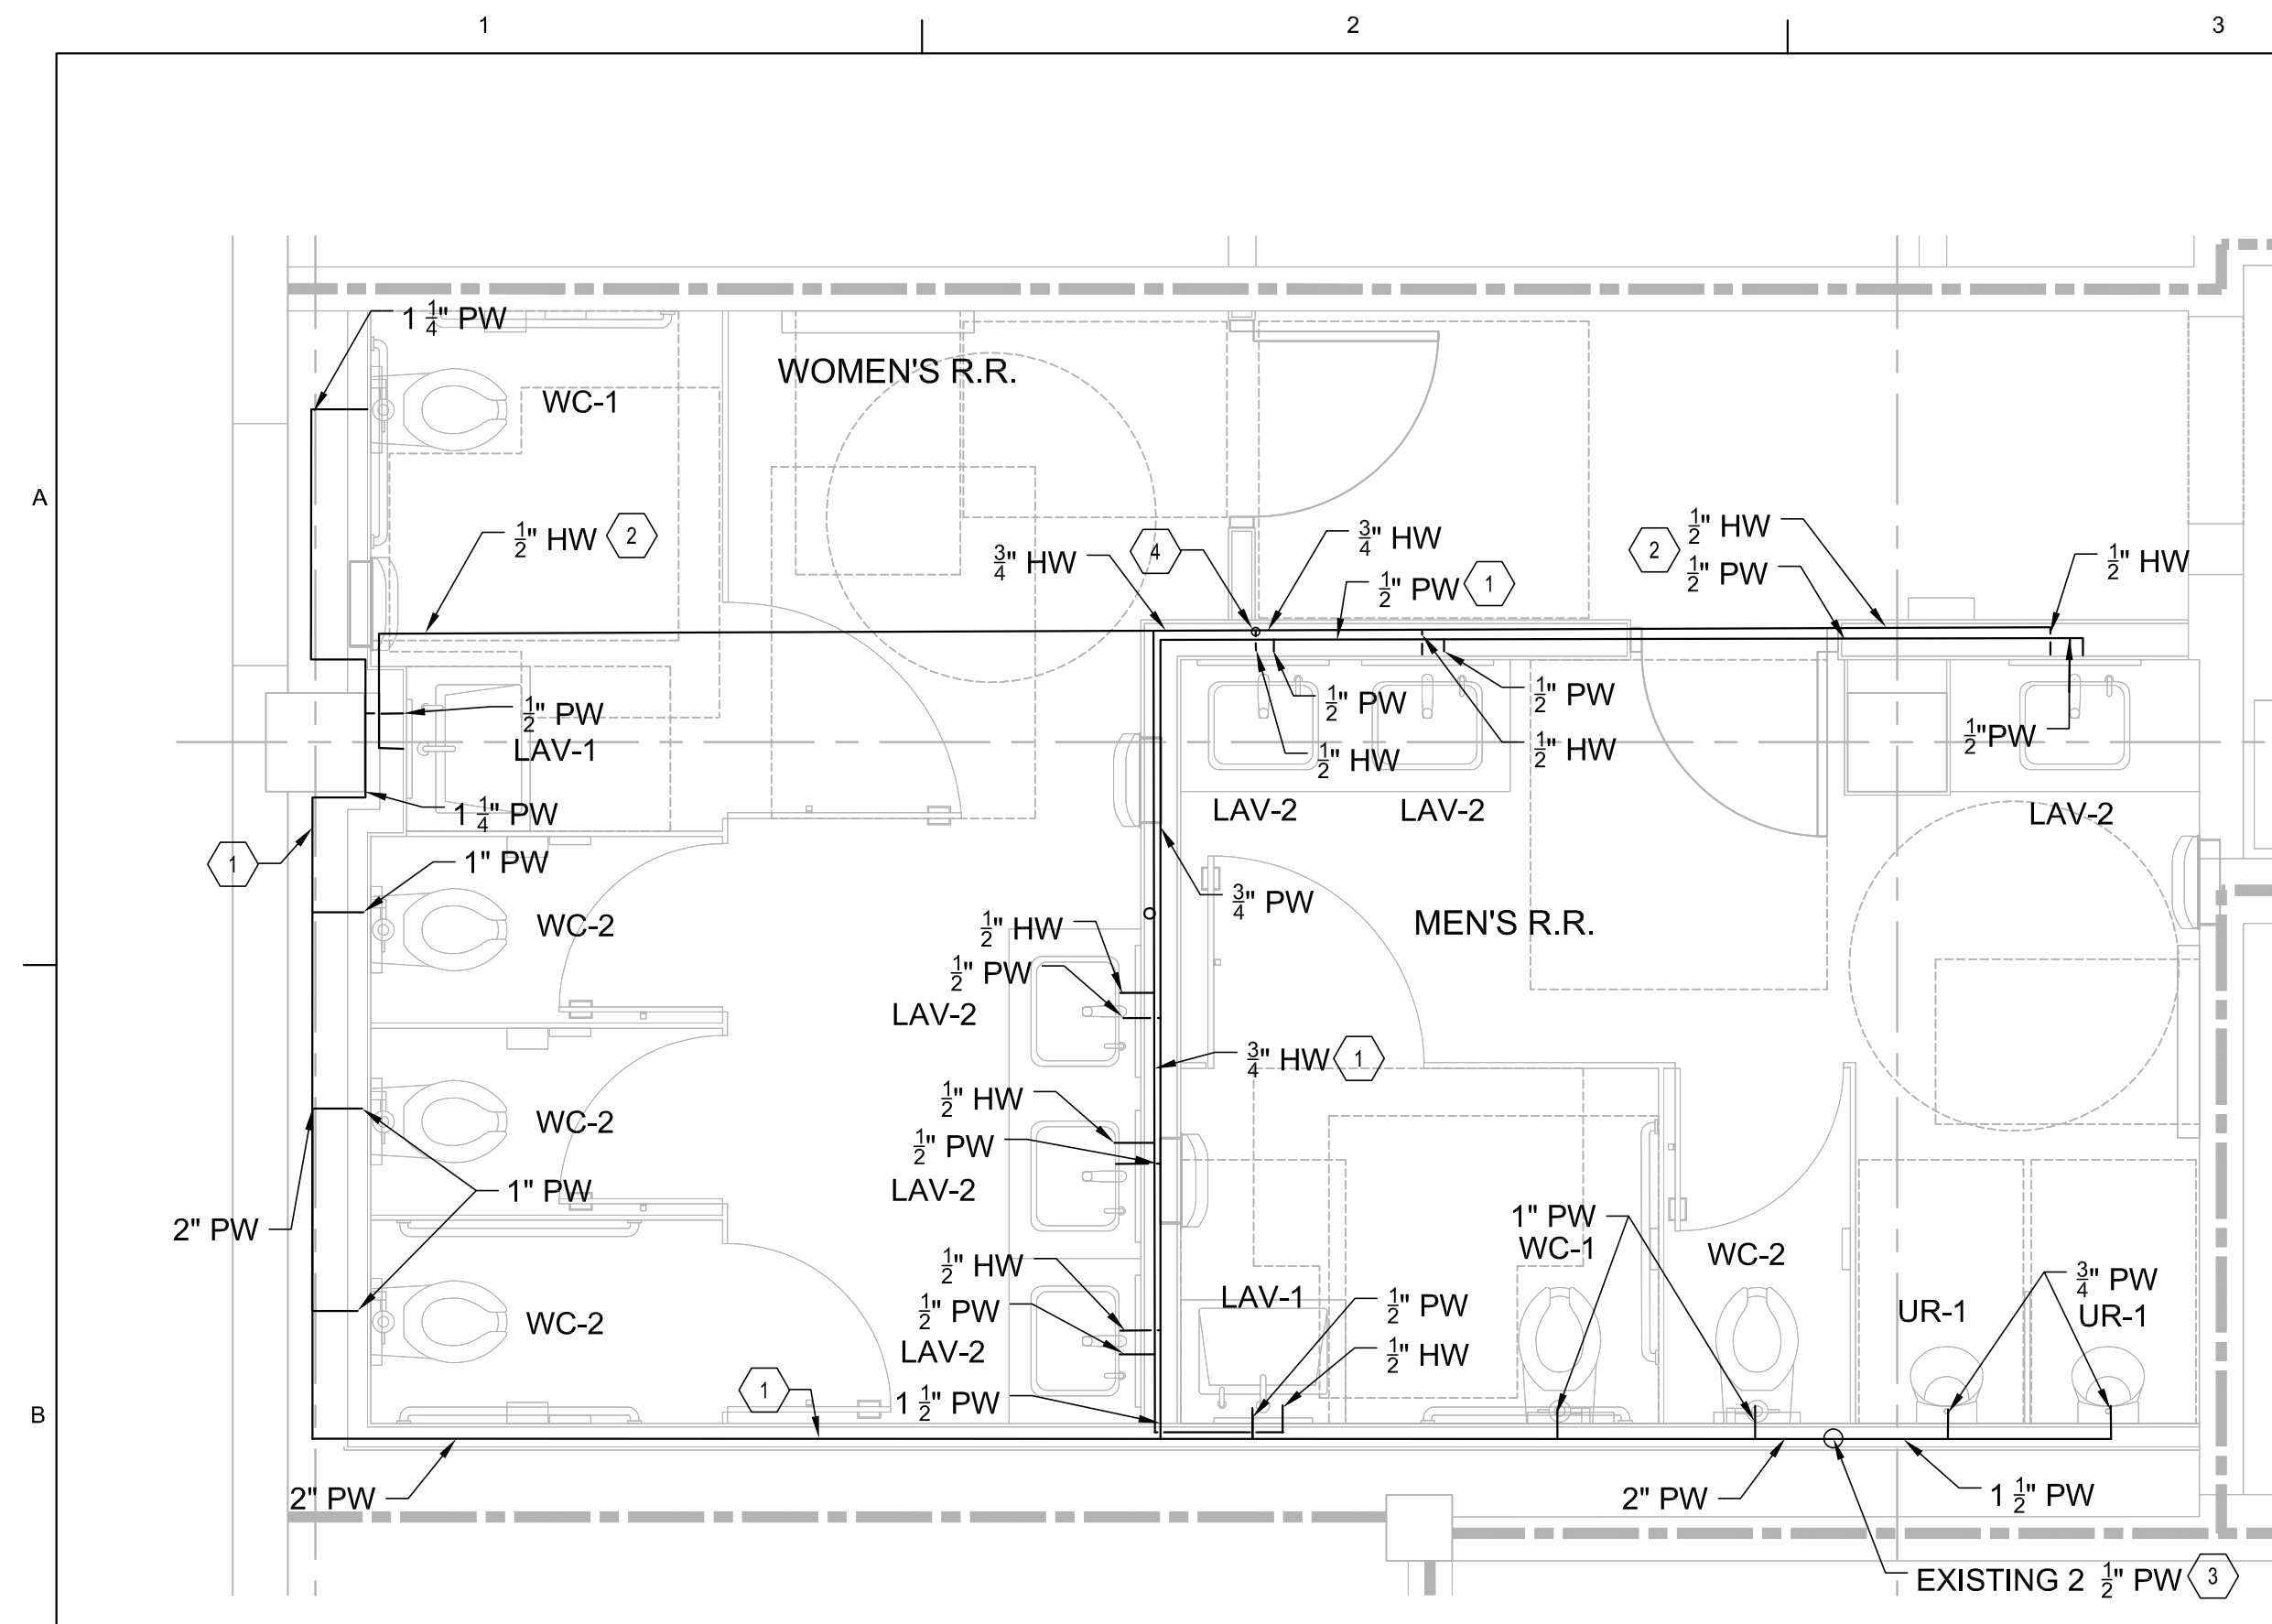 1 2 3
1 1/4" PW
WOMEN'S R.R.
WC-1
A
1/2" HW 2
3/4" HW
4
3/4" HW
1/2" PW 1
2
1/2" HW
1/2" PW
1/2" HW
1/2" PW
LAV-1
1/2" PW
1/2" HW
1/2" PW
1/2" HW
1/2"PW
1 1/4" PW
LAV-2
LAV-2
LAV-2
1
1" PW
3/4" PW
WC-2
MEN'S R.R.
1/2" HW
1/2" PW
LAV-2
3/4" HW 1
WC-2
1/2" HW
1/2" PW
LAV-2
1" PW
2" PW
1" PW
WC-1
WC-2
1/2" HW
1/2" PW
LAV-2
LAV-1
1/2" PW
1/2" HW
3/4" PW
UR-1
UR-1
WC-2
1
1 1/2" PW
B
2" PW
2" PW
1 1/2" PW
EXISTING 2 1/2" PW 3